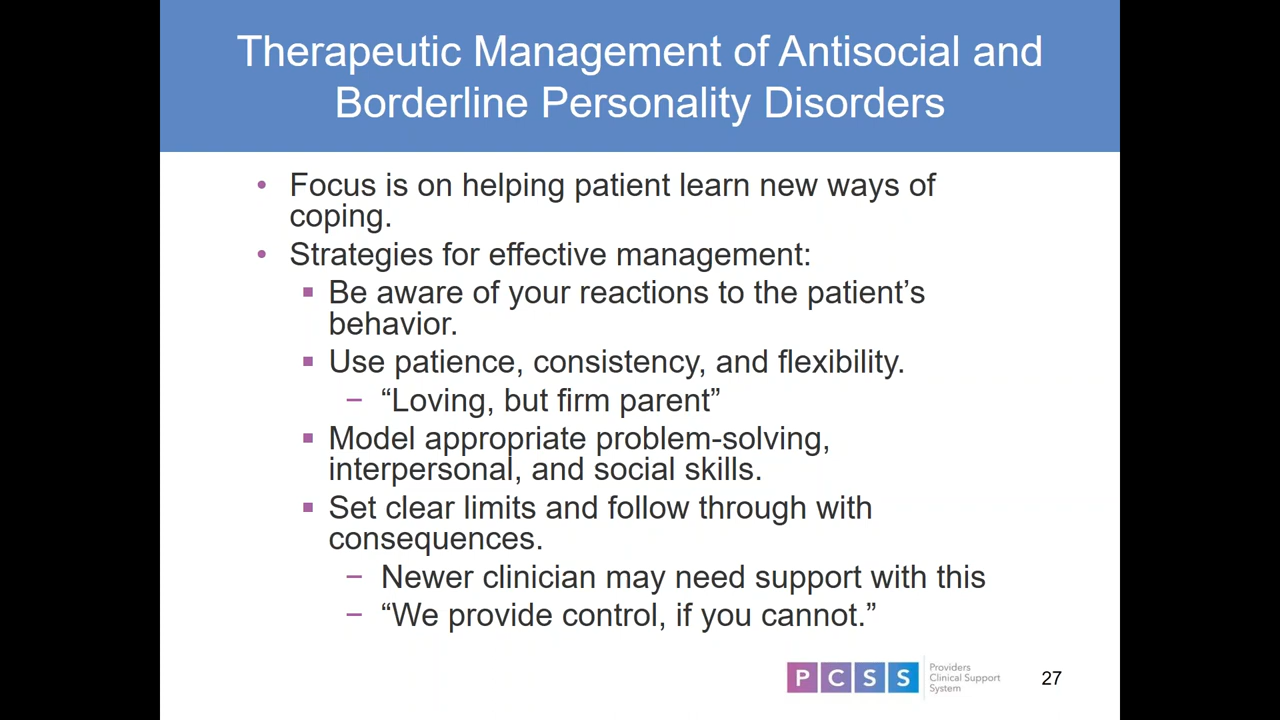 Therapeutic Management of Antisocial and
Borderline Personality Disorders
• Focus is on helping patient learn new ways of
coping.
• Strategies for effective management:
▪ Be aware of your reactions to the patient’s
behavior.
▪ Use patience, consistency, and flexibility.
− “Loving, but firm parent”
▪ Model appropriate problem-solving,
interpersonal, and social skills.
▪ Set clear limits and follow through with
consequences.
− Newer clinician may need support with this
− “We provide control, if you cannot.”
PCSS
Providers
Clinical Support
System
27